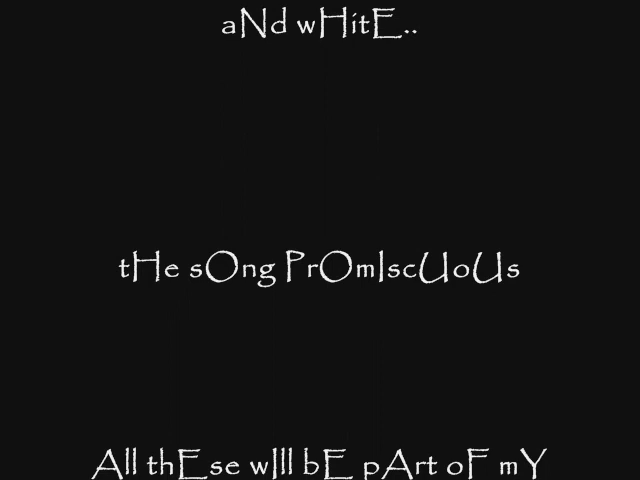 aNd wHitE..
tHe sOng PrOmIscUoUs
All thEse wIll bE pArt oF mY